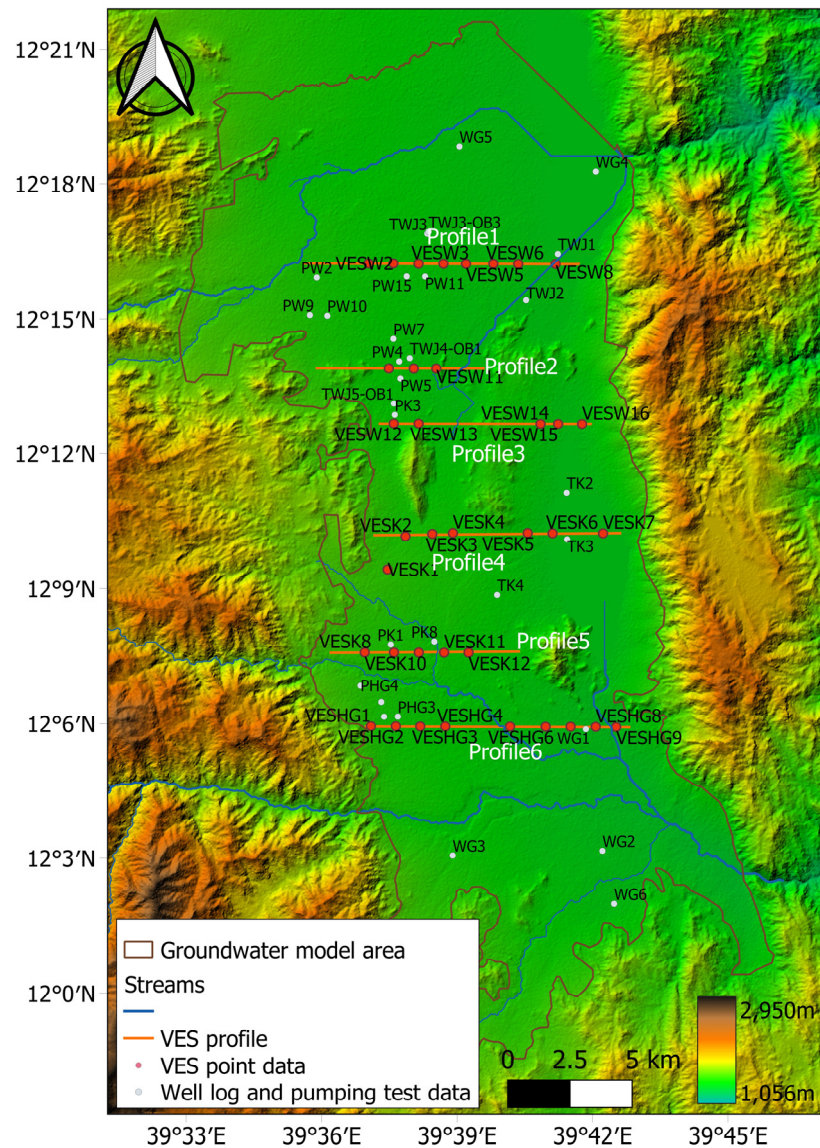 12°21′N
12°18′N
12°15′N
12°12′N
12°9′N
12°6′N
12°3′N
12°0′N
WG5
WG4
TWJ3
TWJ3-OB3
Profile1
TWJ1
VESW2
VESW3
VESW6
VESW5
VESW8
PW2
PW15
PW11
TWJ2
PW9
PW10
PW7
PW4
TWJ4-OB1
Profile2
VESW11
PW5
TWJ5-OB1
PK3
VESW14
VESW16
VESW12
VESW13
VESW15
Profile3
TK2
VESK2
VESK4
VESK6
VESK7
VESK3
VESK5
TK3
Profile4
VESK1
TK4
PK1
PK8
Profile5
VESK8
VESK11
VESK10
VESK12
PHG4
PHG3
VESHG1
VESHG4
VESHG8
VESHG2
VESHG3
VESHG6
WG1
VESHG9
Profile6
WG3
WG2
WG6
Groundwater model area
Streams
VES profile
VES point data
Well log and pumping test data
0 2.5 5 km
2,950m
1,056m
39°33′E 39°36′E 39°39′E 39°42′E 39°45′E